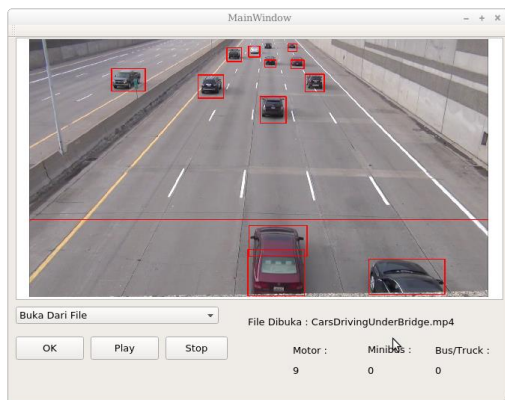 MainWindow
Buka Dari File
File Dibuka : CarsDrivingUnderBridge.mp4
OK Play Stop
Motor : Minibus : Bus/Truck :
9 0 0